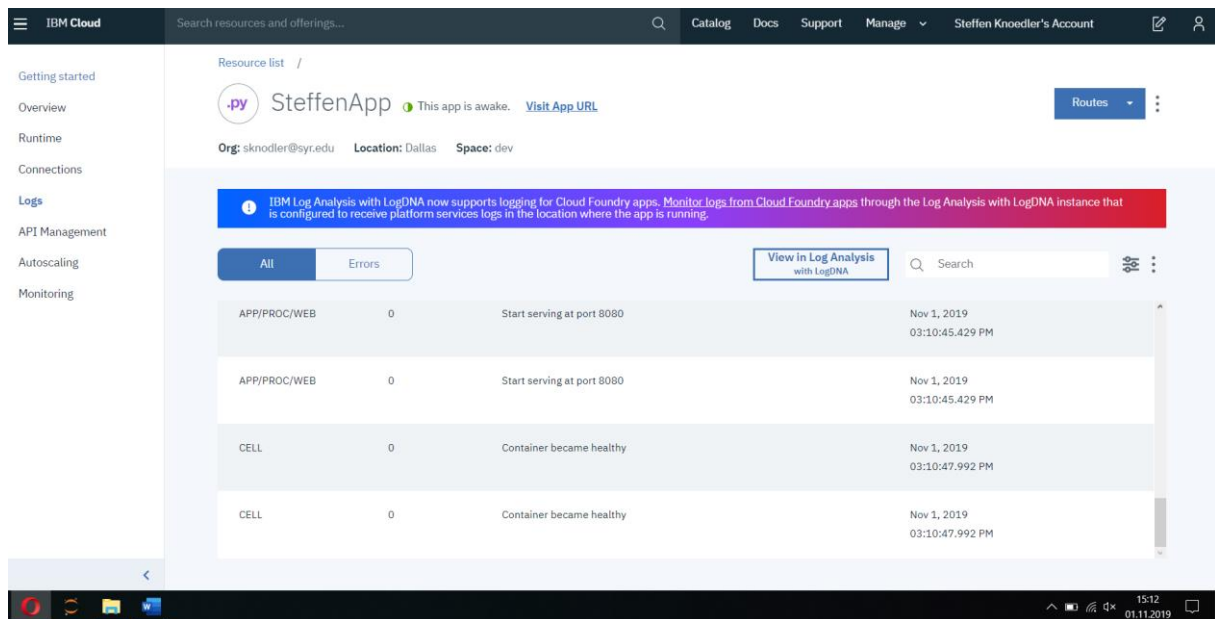 IBM Cloud
Search resources and offerings...
Catalog
Docs
Support
Manage
Steffen Knoedler's Account
Getting started
Overview
Runtime
Connections
Logs
API Management
Autoscaling
Monitoring
Resource list /
.py
SteffenApp
This app is awake.
Visit App URL
Routes
Org: sknodler@syr.edu Location: Dallas Space: dev
IBM Log Analysis with LogDNA now supports logging for Cloud Foundry apps. Monitor logs from Cloud Foundry apps through the Log Analysis with LogDNA instance that
is configured to receive platform services logs in the location where the app is running.
All
Errors
View in Log Analysis
with LogDNA
Search
APP/PROC/WEB 0 Start serving at port 8080 Nov 1, 2019
03:10:45.429 PM
APP/PROC/WEB 0 Start serving at port 8080 Nov 1, 2019
03:10:45.429 PM
CELL 0 Container became healthy Nov 1, 2019
03:10:47.992 PM
CELL 0 Container became healthy Nov 1, 2019
03:10:47.992 PM
15:12
01.11.2019